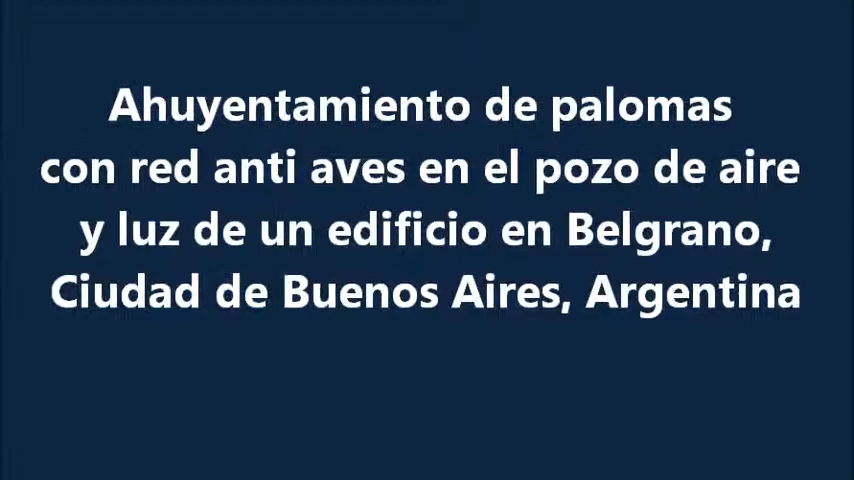 Ahuyentamiento de palomas
con red anti aves en el pozo de aire
y luz de un edificio en Belgrano,
Ciudad de Buenos Aires, Argentina